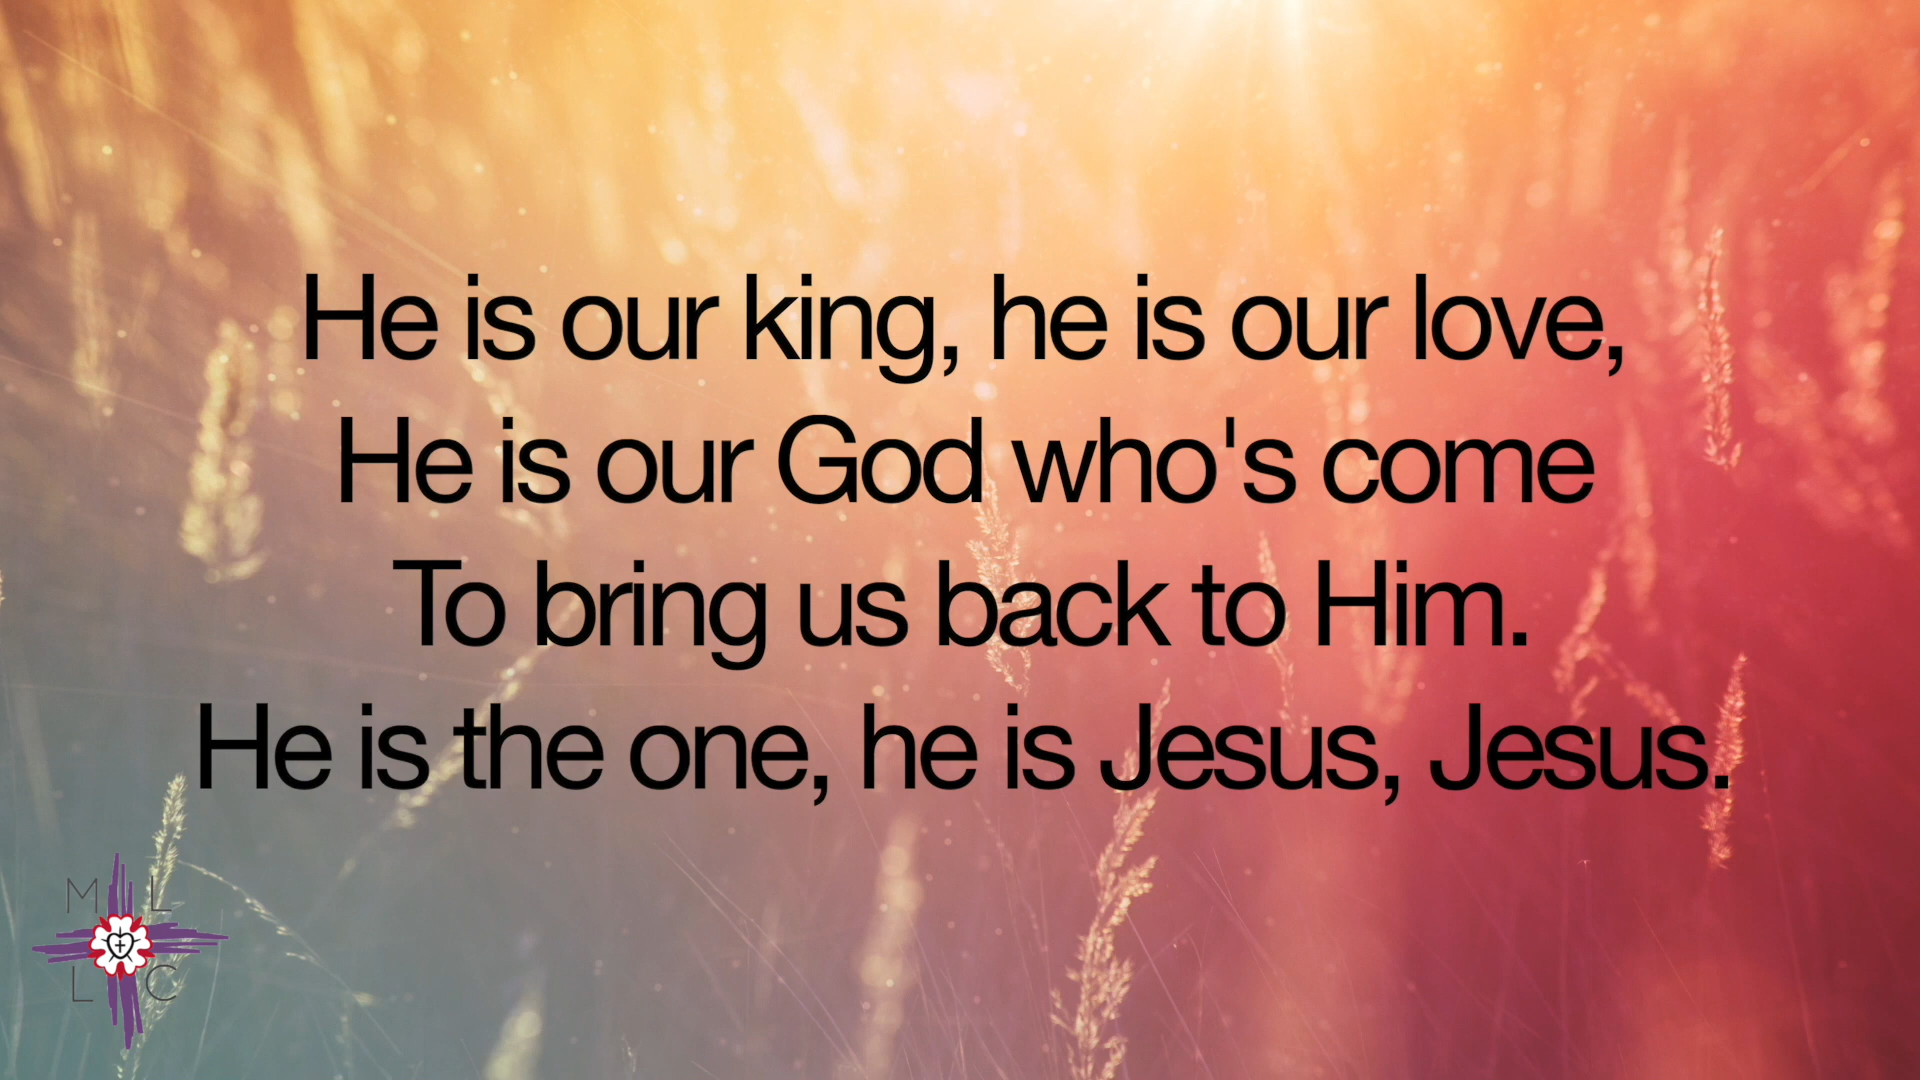 He is our king, he is our love,
He is our God who's come
To bring us back to Him.
He is the one, he is Jesus, Jesus.
M L
L C